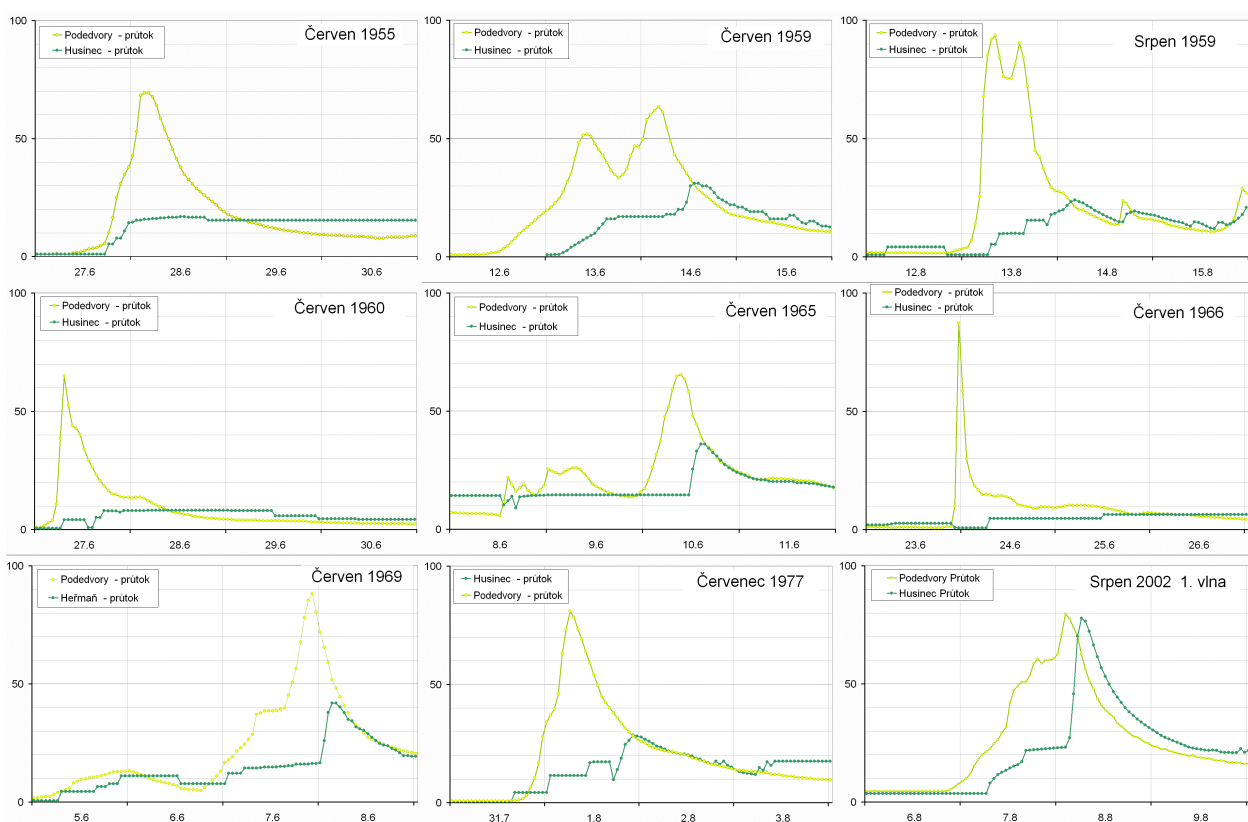 100
50
0
Podedvory - průtok
Husinec - průtok
Červen 1955
27.6
28.6
29.6
30.6
100
50
0
Podedvory - průtok
Husinec - průtok
Červen 1959
12.6
13.6
14.6
15.6
100
50
0
Podedvory - průtok
Husinec - průtok
Srpen 1959
12.8
13.8
14.8
15.8
100
50
0
Podedvory - průtok
Husinec - průtok
Červen 1960
27.6
28.6
29.6
30.6
100
50
0
Podedvory - průtok
Husinec - průtok
Červen 1965
8.6
9.6
10.6
11.6
100
50
0
Podedvory - průtok
Husinec - průtok
Červen 1966
23.6
24.6
25.6
26.6
100
50
0
Podedvory - průtok
Heřmaň - průtok
Červen 1969
5.6
6.6
7.6
8.6
100
50
0
Husinec - průtok
Podedvory - průtok
Červenec 1977
31.7
1.8
2.8
3.8
100
50
0
Podedvory Průtok
Husinec Průtok
Srpen 2002 1. vlna
6.8
7.8
8.8
9.8